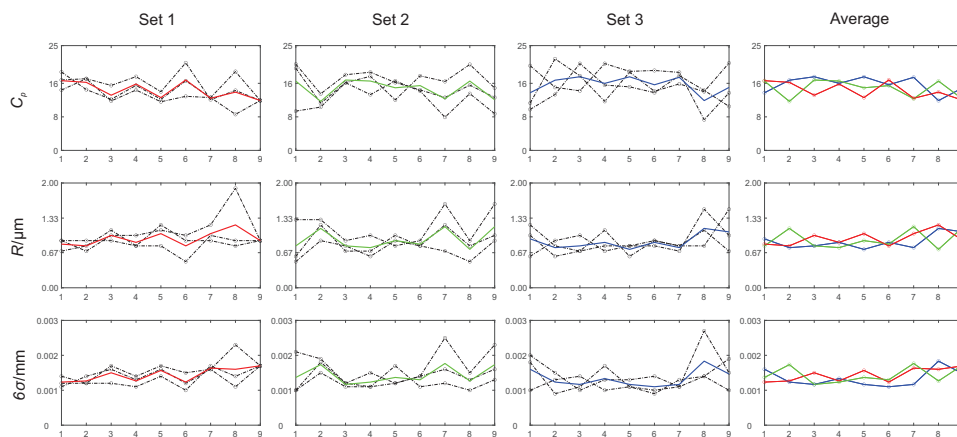 Set 1 Set 2 Set 3 Average
25 25 25 25
16 16 16 16
Cp
8 8 8 8
0 0 0 0
1 2 3 4 5 6 7 8 9 1 2 3 4 5 6 7 8 9 1 2 3 4 5 6 7 8 9 1 2 3 4 5 6 7 8
2.00 2.00 2.00 2.00
1.33 1.33 1.33 1.33
R/μm
0.67 0.67 0.67 0.67
0.00 0.00 0.00 0.00
1 2 3 4 5 6 7 8 9 1 2 3 4 5 6 7 8 9 1 2 3 4 5 6 7 8 9 1 2 3 4 5 6 7 8
0.003 0.003 0.003 0.003
0.002 0.002 0.002 0.002
6σ/mm
0.001 0.001 0.001 0.001
0 0 0 0
1 2 3 4 5 6 7 8 9 1 2 3 4 5 6 7 8 9 1 2 3 4 5 6 7 8 9 1 2 3 4 5 6 7 8